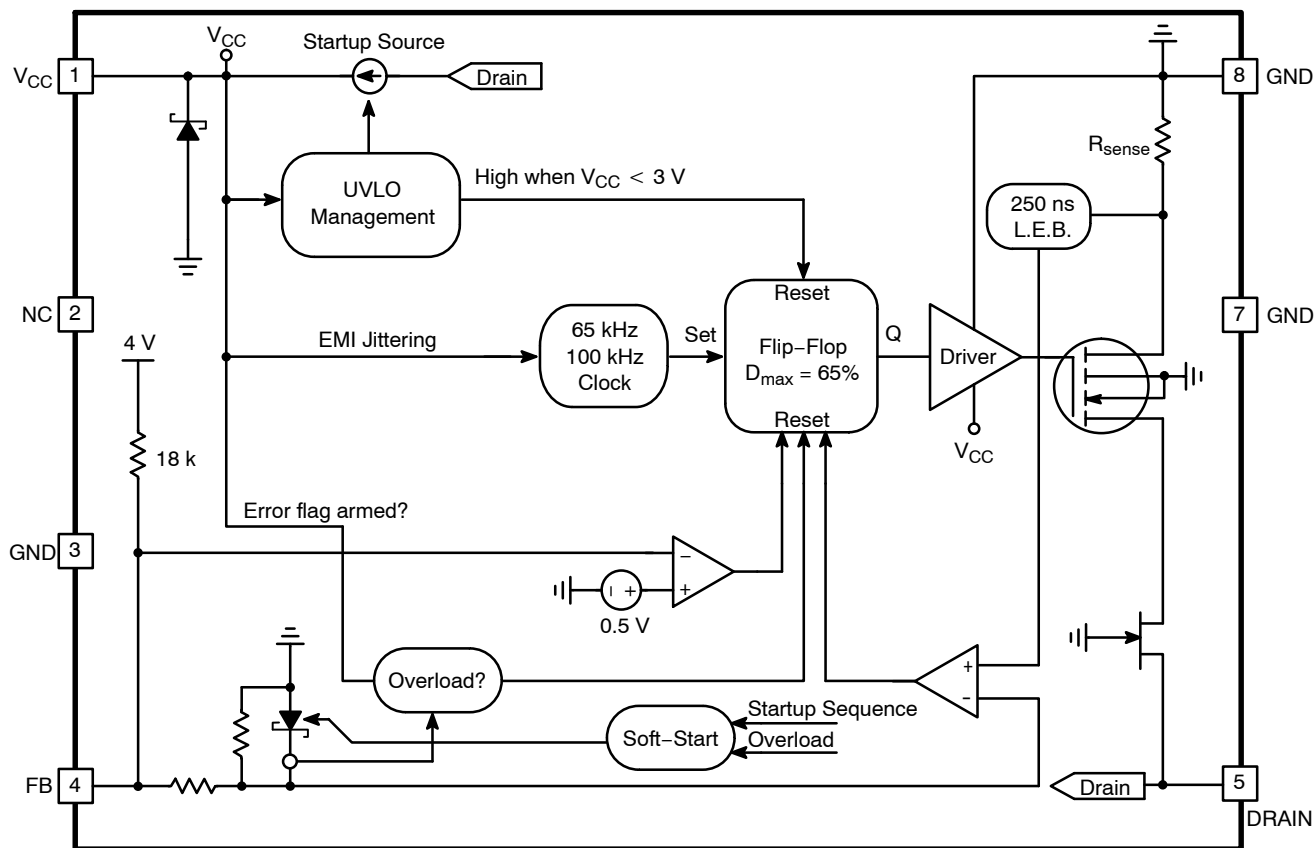 VCC
Startup Source
VCC 1
Drain
8 GND
Rsense
UVLO
Management
High when VCC < 3 V
250 ns
L.E.B.
NC 2
Reset
7 GND
4 V
EMI Jittering
65 kHz
100 kHz
Clock
Set
Flip-Flop
Dmax = 65%
Q
Driver
Reset
VCC
18 k
Error flag armed?
GND 3
−
+
− +
0.5 V
Overload?
+
−
Startup Sequence
Soft-Start
Overload
FB 4
Drain
5
DRAIN